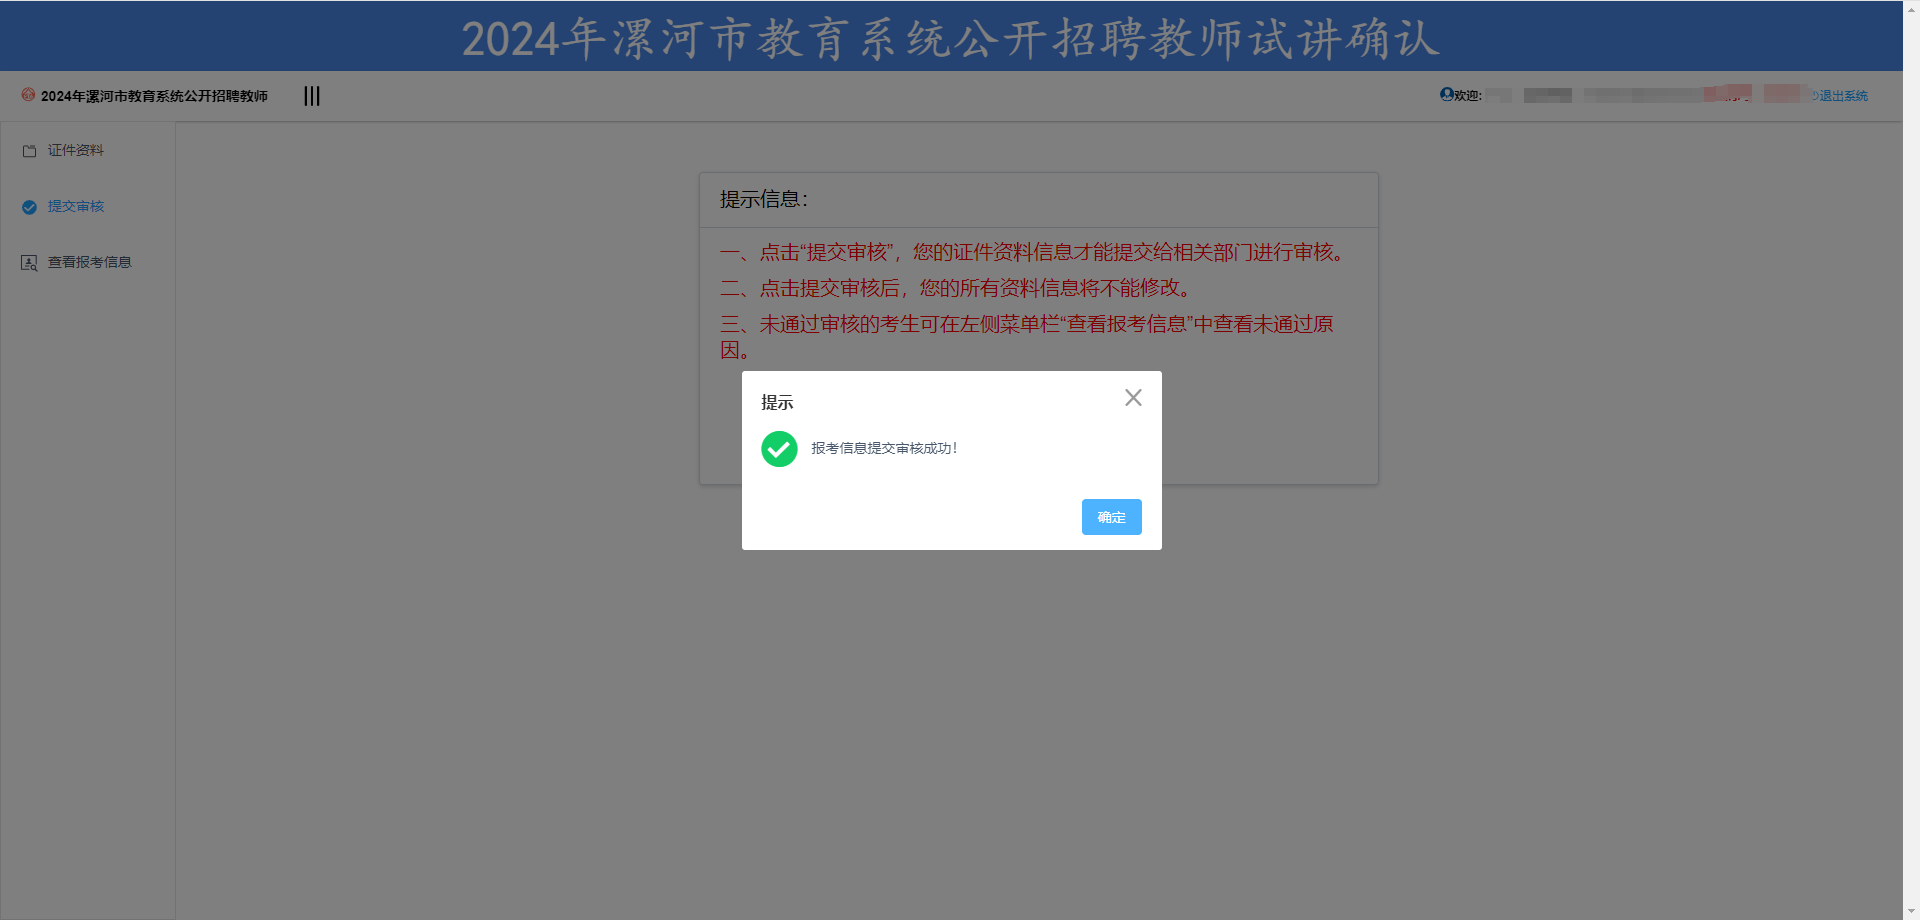 2024年漯河市教育系统公开招聘教师试讲确认
2024年漯河市教育系统公开招聘教师
欢迎:
退出系统
证件资料
提交审核
查看报考信息
提示信息：
一、点击“提交审核”，您的证件资料信息才能提交给相关部门进行审核。
二、点击提交审核后，您的所有资料信息将不能修改。
三、未通过审核的考生可在左侧菜单栏“查看报考信息”中查看未通过原
因。
提示
报考信息提交审核成功！
确定